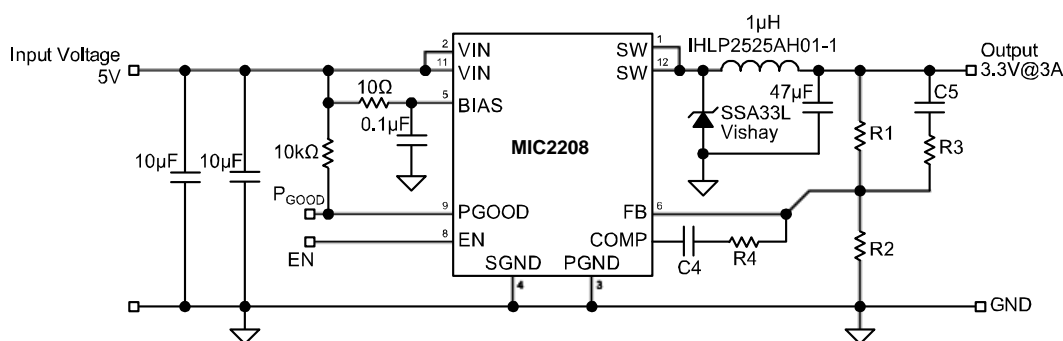 1µH
IHLP2525AH01-1
Input Voltage
5V
2
VIN
11
VIN
5
BIAS
10Ω
0.1µF
10kΩ
10µF
10µF
PGOOD
9
PGOOD
8
EN
EN
MIC2208
SGND
4
PGND
3
1
SW
12
SW
6
FB
COMP
C4
R4
47µF
SSA33L
Vishay
R1
R2
C5
R3
Output
3.3V@3A
GND